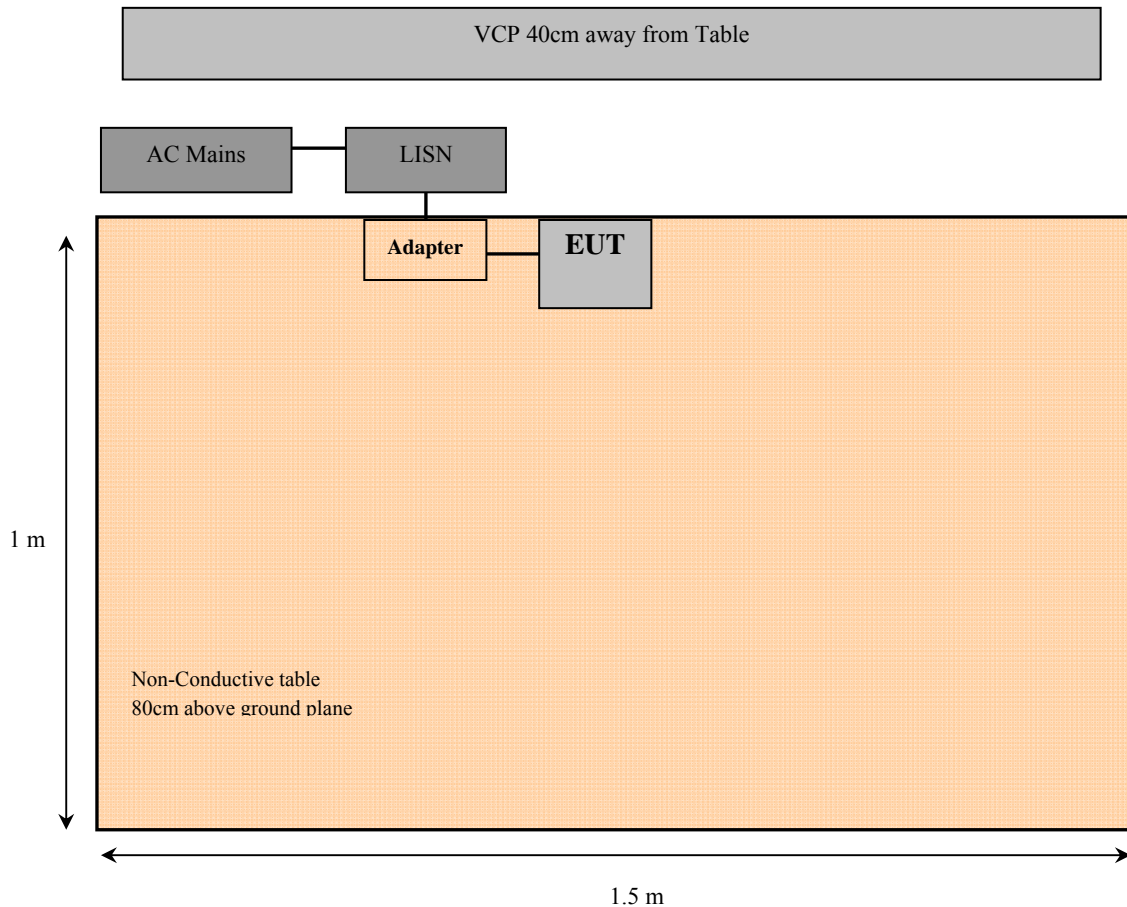 VCP 40cm away from Table
AC Mains
LISN
Adapter
EUT
1 m
Non-Conductive table
80cm above ground plane
1.5 m